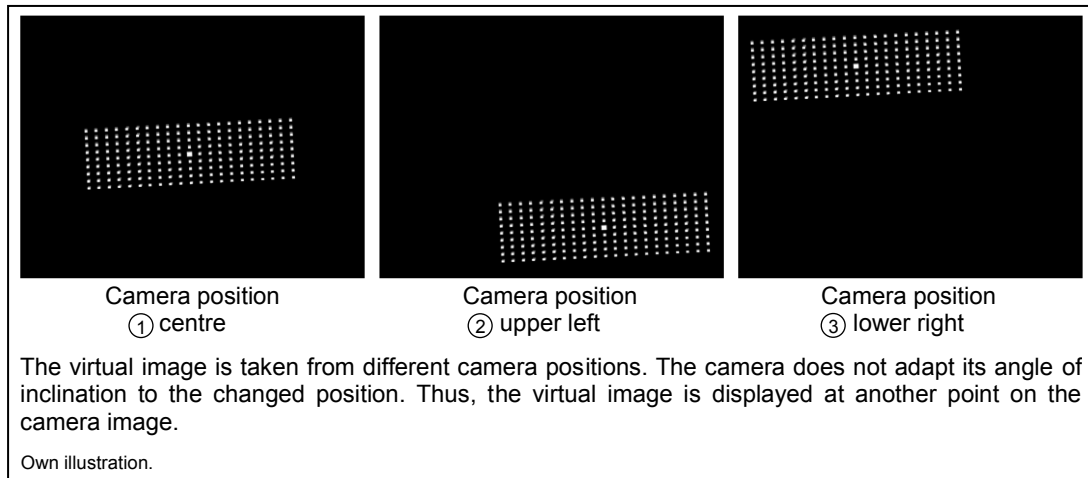 Camera position
① centre
Camera position
② upper left
Camera position
③ lower right
The virtual image is taken from different camera positions. The camera does not adapt its angle of
inclination to the changed position. Thus, the virtual image is displayed at another point on the
camera image.
Own illustration.